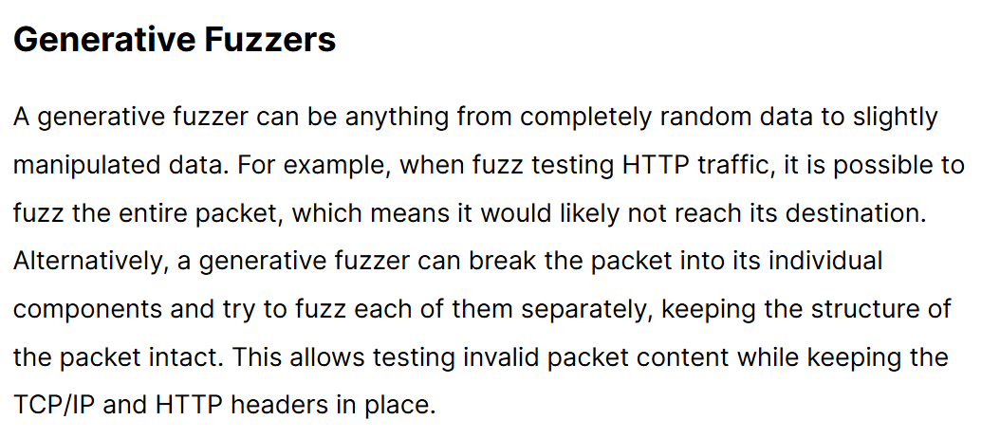 Generative Fuzzers
A generative fuzzer can be anything from completely random data to slightly
manipulated data. For example, when fuzz testing HTTP traffic, it is possible to
fuzz the entire packet, which means it would likely not reach its destination.
Alternatively, a generative fuzzer can break the packet into its individual
components and try to fuzz each of them separately, keeping the structure of
the packet intact. This allows testing invalid packet content while keeping the
TCP/IP and HTTP headers in place.